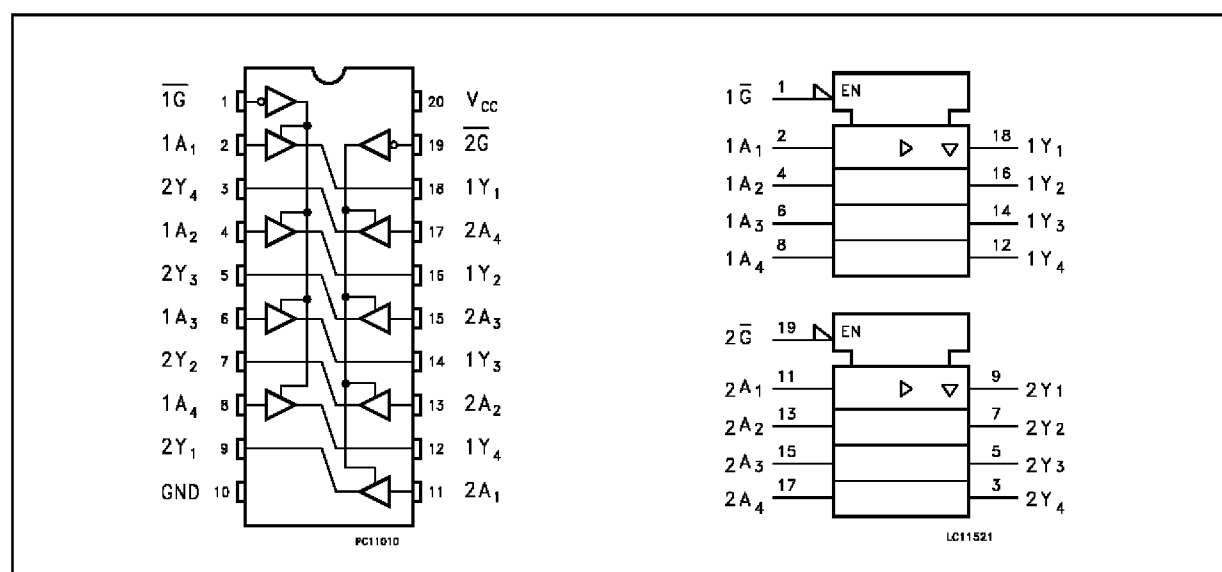 1G̅ 1 20 VCC
1A1 2 19 2G̅
2Y4 3 18 1Y1
1A2 4 17 2A4
2Y3 5 16 1Y2
1A3 6 15 2A3
2Y2 7 14 1Y3
1A4 8 13 2A2
2Y1 9 12 1Y4
GND 10 11 2A1
PC11010
1G̅ 1 EN
1A1 2 18 1Y1
1A2 4 16 1Y2
1A3 6 14 1Y3
1A4 8 12 1Y4
2G̅ 19 EN
2A1 11 9 2Y1
2A2 13 7 2Y2
2A3 15 5 2Y3
2A4 17 3 2Y4
LC11521